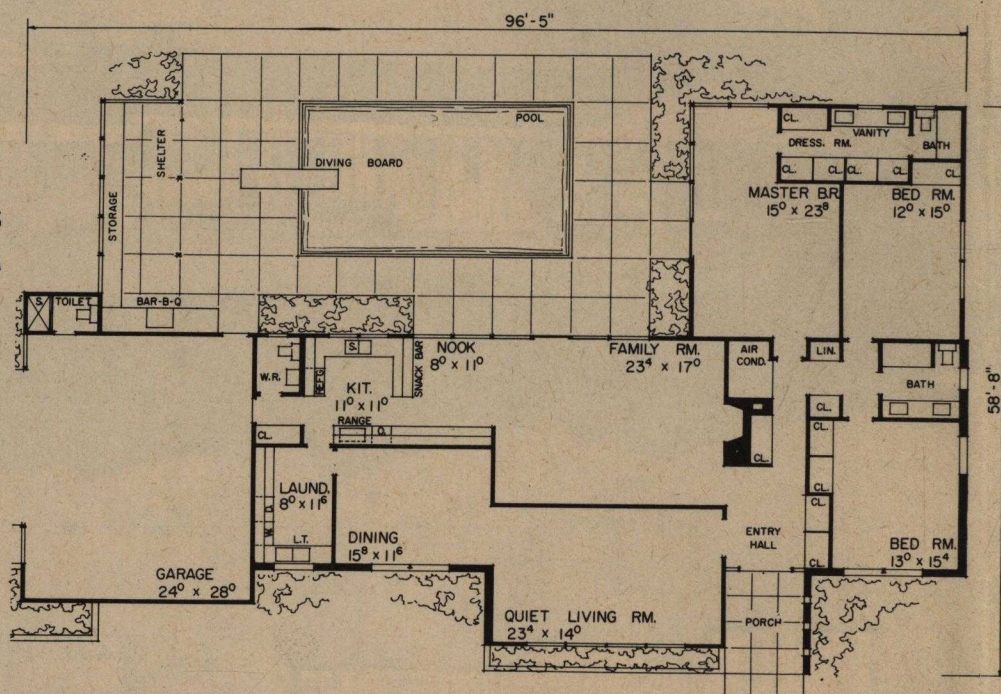 96'-5"
POOL
DIVING BOARD
SHELTER
STORAGE
S.
TOILET
BAR-B-Q
CL.
VANITY
DRESS. RM.
BATH
CL.
CL.
CL.
CL.
CL.
MASTER B.R.
15⁰ x 23⁸
BED RM.
12⁰ x 15⁰
W.R.
REF'G
S.
KIT.
11⁰ x 11⁰
SNACK BAR
NOOK
8⁰ x 11⁰
FAMILY RM.
23⁴ x 17⁰
AIR
COND.
LIN.
BATH
58'-8"
RANGE
O.
CL.
CL.
CL.
CL.
CL.
CL.
CL.
LAUND.
8⁰ x 11⁶
D.
W.
L.T.
DINING
15⁸ x 11⁶
ENTRY
HALL
BED RM.
13⁰ x 15⁴
GARAGE
24⁰ x 28⁰
QUIET LIVING RM.
23⁴ x 14⁰
PORCH